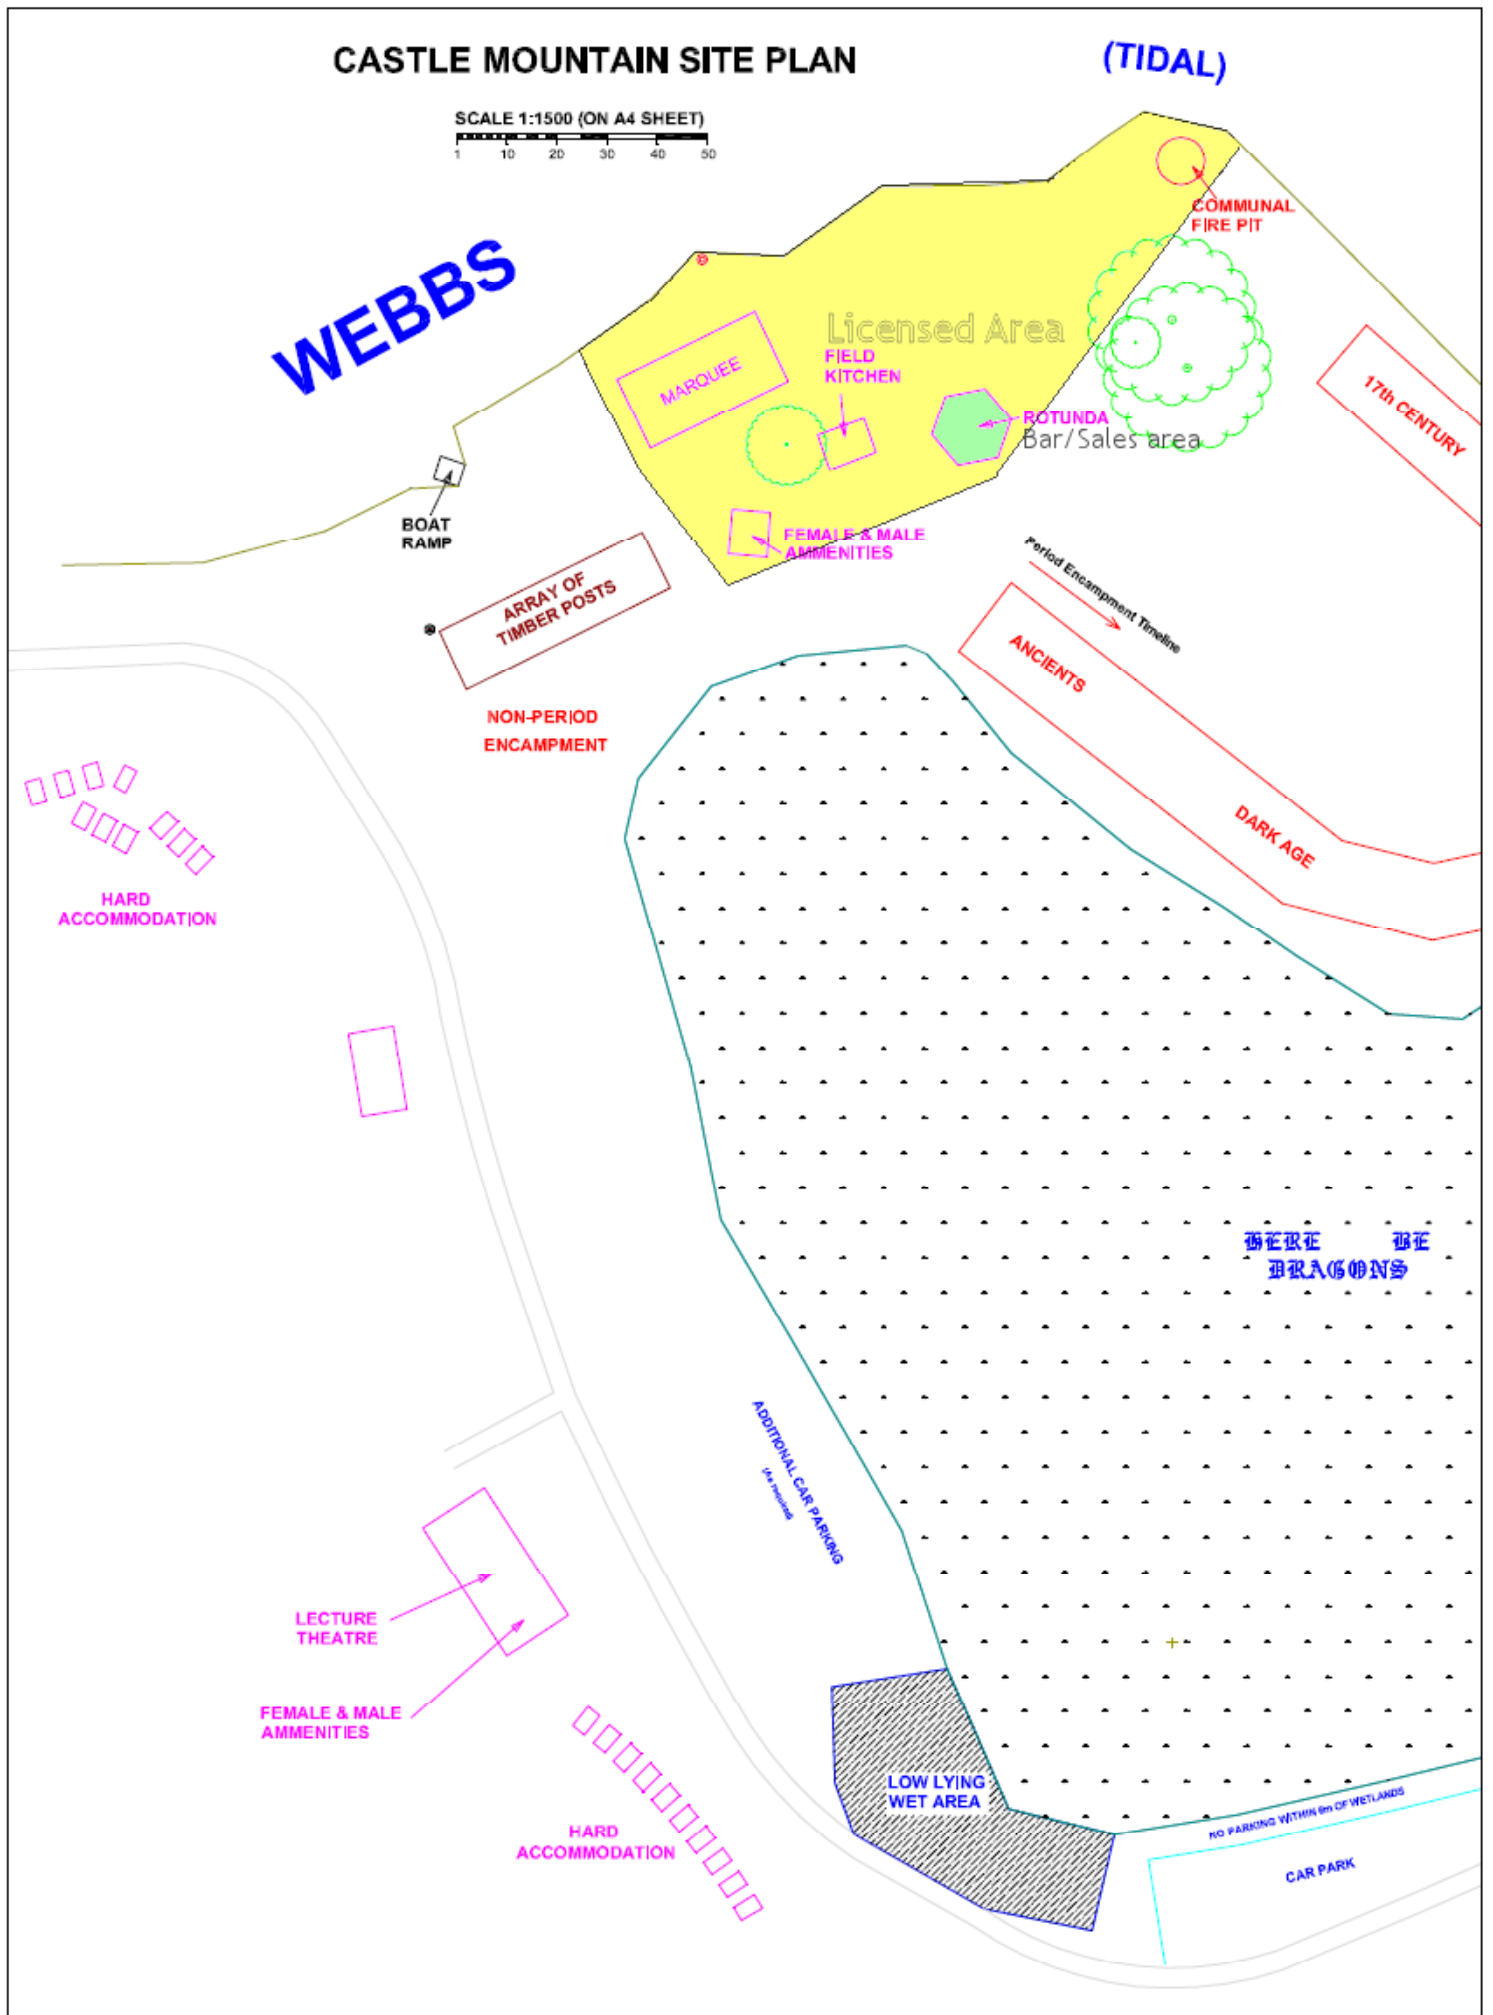 CASTLE MOUNTAIN SITE PLAN
(TIDAL)
SCALE 1:1500 (ON A4 SHEET)
1 10 20 30 40 50
WEBBS
COMMUNAL
FIRE PIT
Licensed Area
MARQUEE
FIELD
KITCHEN
ROTUNDA
Bar/Sales area
17th CENTURY
BOAT
RAMP
FEMALE & MALE
AMMENITIES
ARRAY OF
TIMBER POSTS
Period Encampment Timeline
ANCIENTS
NON-PERIOD
ENCAMPMENT
DARK AGE
HARD
ACCOMMODATION
HERE BE
DRAGONS
ADDITIONAL CAR PARKING
(As required)
LECTURE
THEATRE
FEMALE & MALE
AMMENITIES
LOW LYING
WET AREA
NO PARKING WITHIN 6m OF WETLANDS
CAR PARK
HARD
ACCOMMODATION